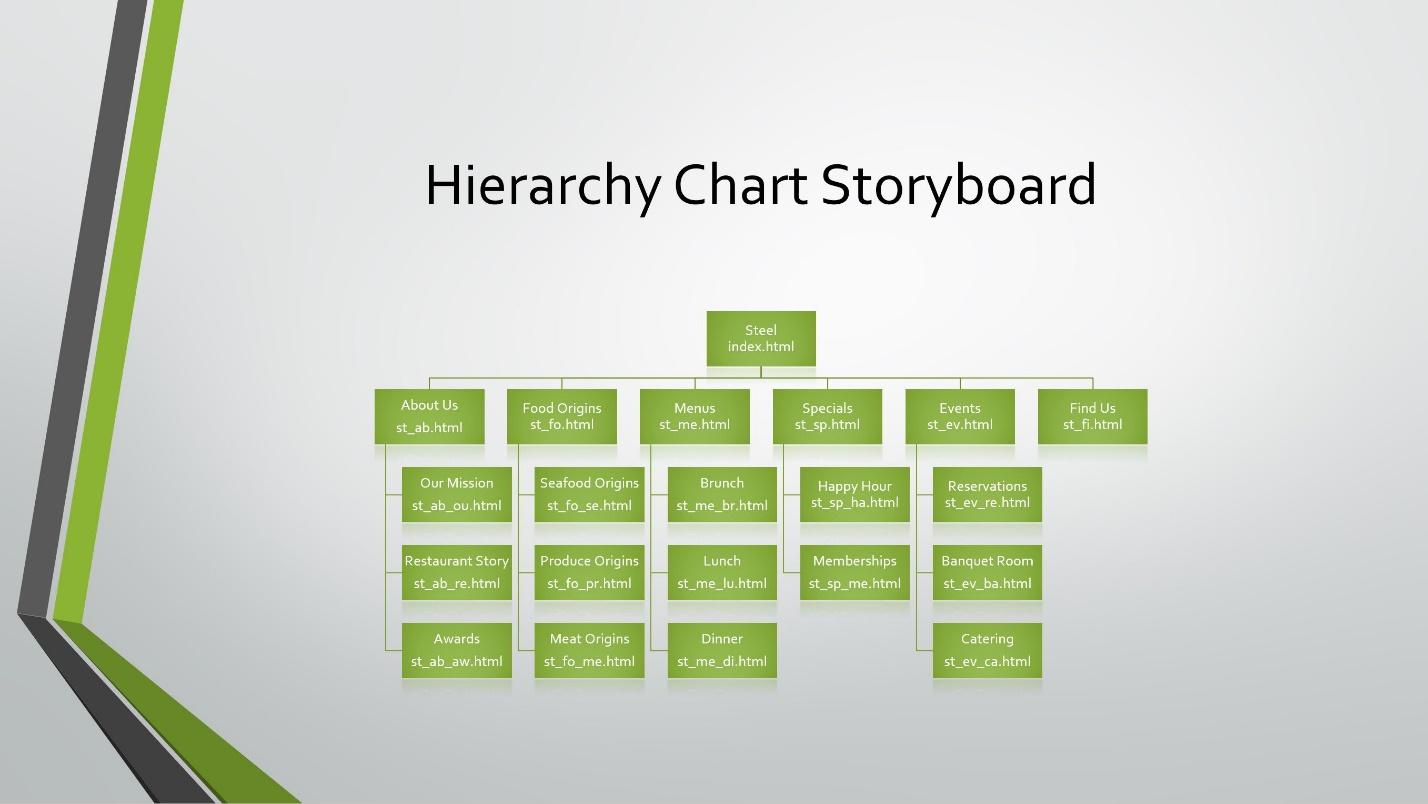 Hierarchy Chart Storyboard
Steel
index.html
About Us
st_ab.html
Food Origins
st_fo.html
Menus
st_me.html
Specials
st_sp.html
Events
st_ev.html
Find Us
st_fi.html
Our Mission
st_ab_ou.html
Seafood Origins
st_fo_se.html
Brunch
st_me_br.html
Happy Hour
st_sp_ha.html
Reservations
st_ev_re.html
Restaurant Story
st_ab_re.html
Produce Origins
st_fo_pr.html
Lunch
st_me_lu.html
Memberships
st_sp_me.html
Banquet Room
st_ev_ba.html
Awards
st_ab_aw.html
Meat Origins
st_fo_me.html
Dinner
st_me_di.html
Catering
st_ev_ca.html